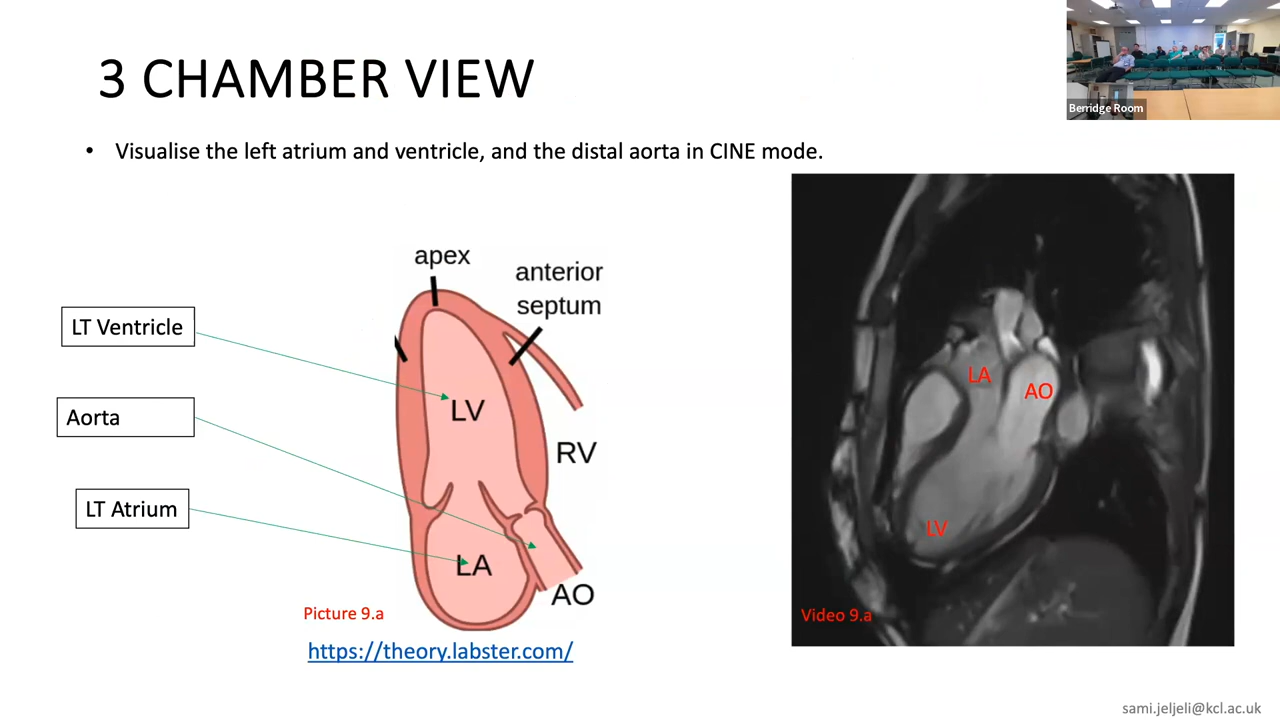 3 CHAMBER VIEW
Berridge Room
• Visualise the left atrium and ventricle, and the distal aorta in CINE mode.
apex
anterior
septum
LT Ventricle
Aorta
LT Atrium
LV
RV
LA
AO
Picture 9.a
https://theory.labster.com/
LA
AO
LV
Video 9.a
sami.jeljeli@kcl.ac.uk